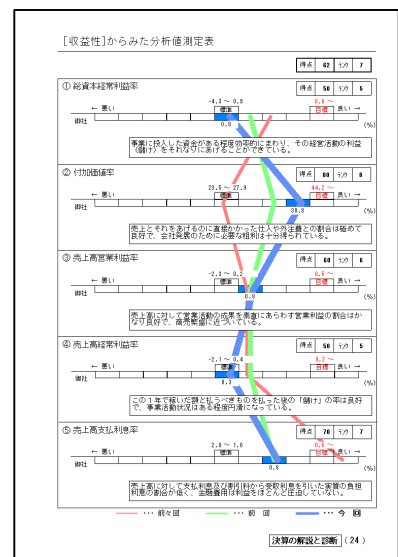 [収益性]からみた分析値測定表
得点 62 ランク 7
① 総資本経常利益率 得点 50 ランク 5
← 悪い -4.3 ~ 0.9 標準 8.8 ~ 目標 良い →
御社 0.8 (%)
事業に投入した資金がある程度効率的にまわり、その経営活動の利益
(儲け)をそれなりにあげることができている。
② 付加価値率 得点 80 ランク 8
← 悪い 23.5 ~ 27.9 標準 44.2 ~ 目標 良い →
御社 38.8 (%)
売上とそれをあげるのに直接かかった仕入や外注費との割合は極めて
良好で、会社発展のために必要な粗利は十分得られている。
③ 売上高営業利益率 得点 60 ランク 6
← 悪い -2.3 ~ 0.2 標準 8.5 ~ 目標 良い →
御社 0.8 (%)
売上高に対して営業活動の成果を素直にあらわす営業利益の割合はか
なり良好で、商売繁盛に近づいている。
④ 売上高経常利益率 得点 50 ランク 5
← 悪い -2.1 ~ 0.4 標準 3.2 ~ 目標 良い →
御社 0.3 (%)
この1年で稼いだ額と払うべきものを払った後の「儲け」の率は良好
で、事業活動状況はある程度円滑になっている。
⑤ 売上高支払利息率 得点 70 ランク 7
← 悪い 2.8 ~ 1.0 標準 0.5 ~ 目標 良い →
御社 0.8 (%)
売上高に対して支払利息及び割引料から受取利息を引いた実質の負担
利息の割合が低く、金融費用は利益をほとんど圧迫していない。
… 前々回 … 前 回 … 今 回
決算の解説と診断 (24)